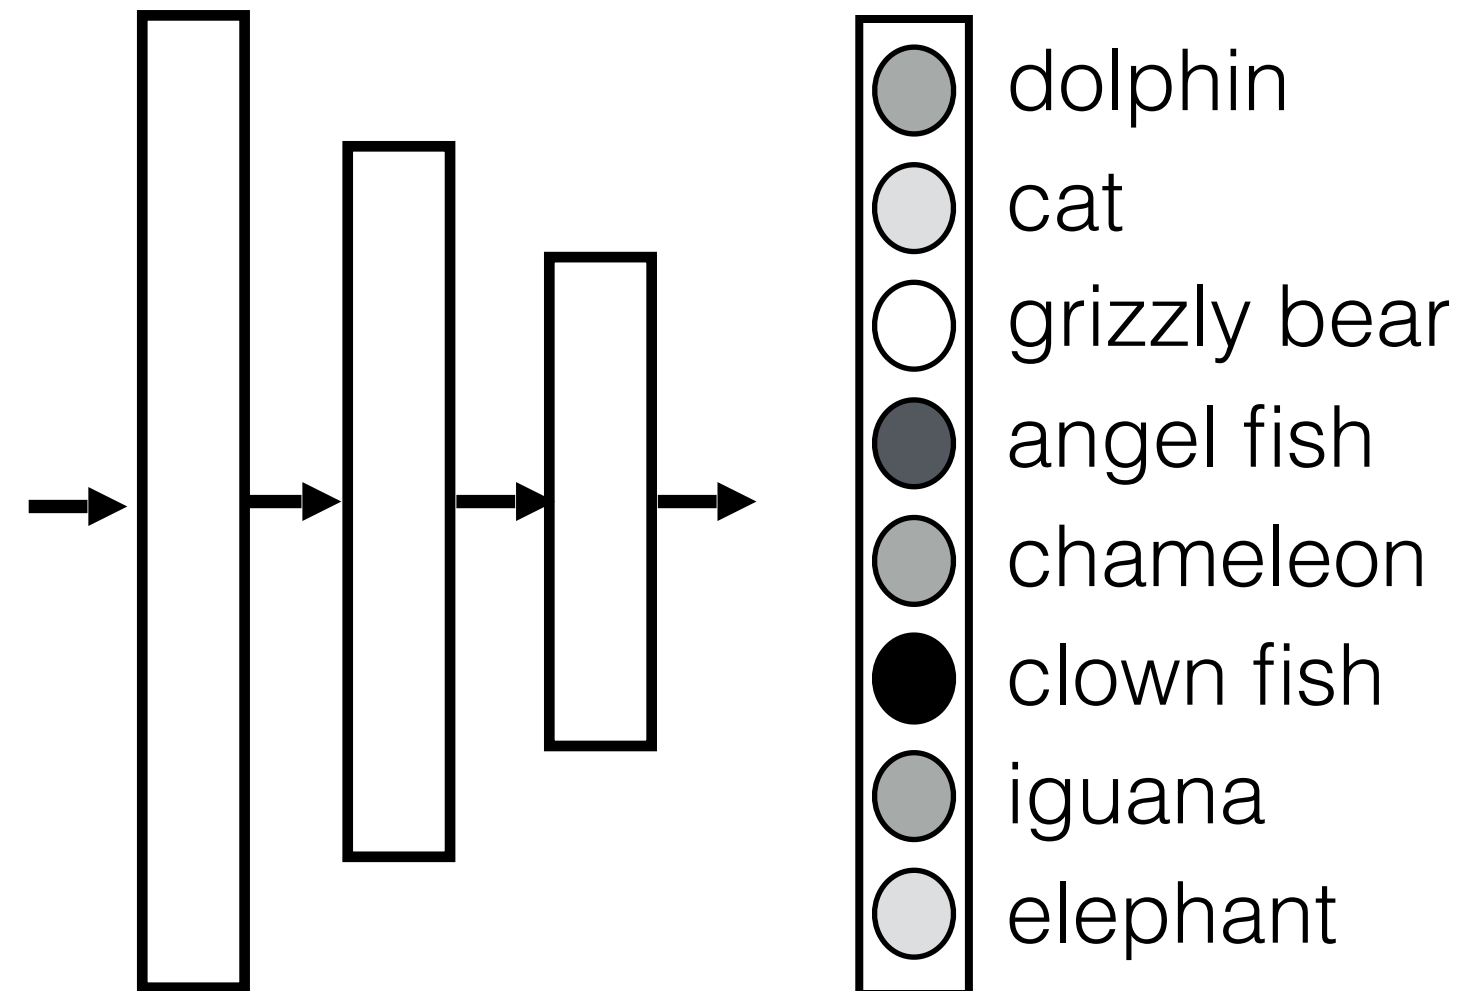 dolphin
cat
grizzly bear
angel fish
chameleon
clown fish
iguana
elephant